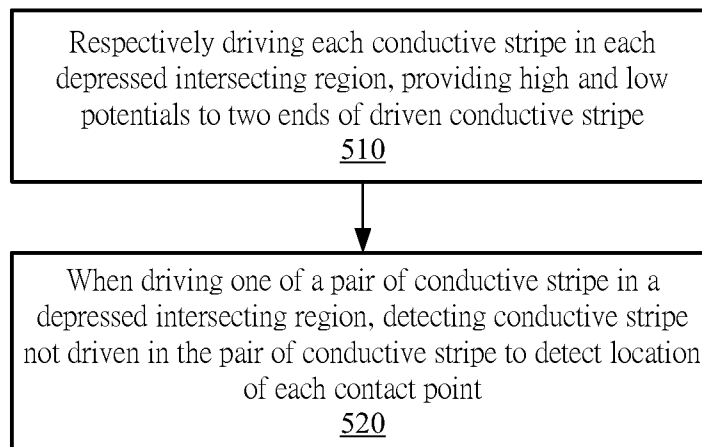 Respectively driving each conductive stripe in each
depressed intersecting region, providing high and low
potentials to two ends of driven conductive stripe
510
When driving one of a pair of conductive stripe in a
depressed intersecting region, detecting conductive stripe
not driven in the pair of conductive stripe to detect location
of each contact point
520